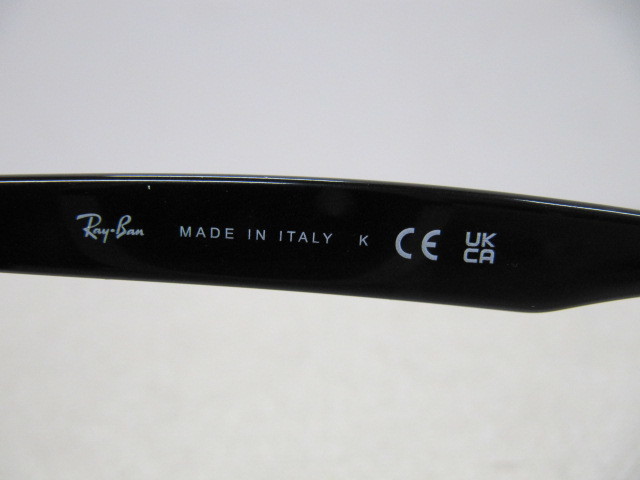 Ray-Ban MADE IN ITALY K CE UK
CA